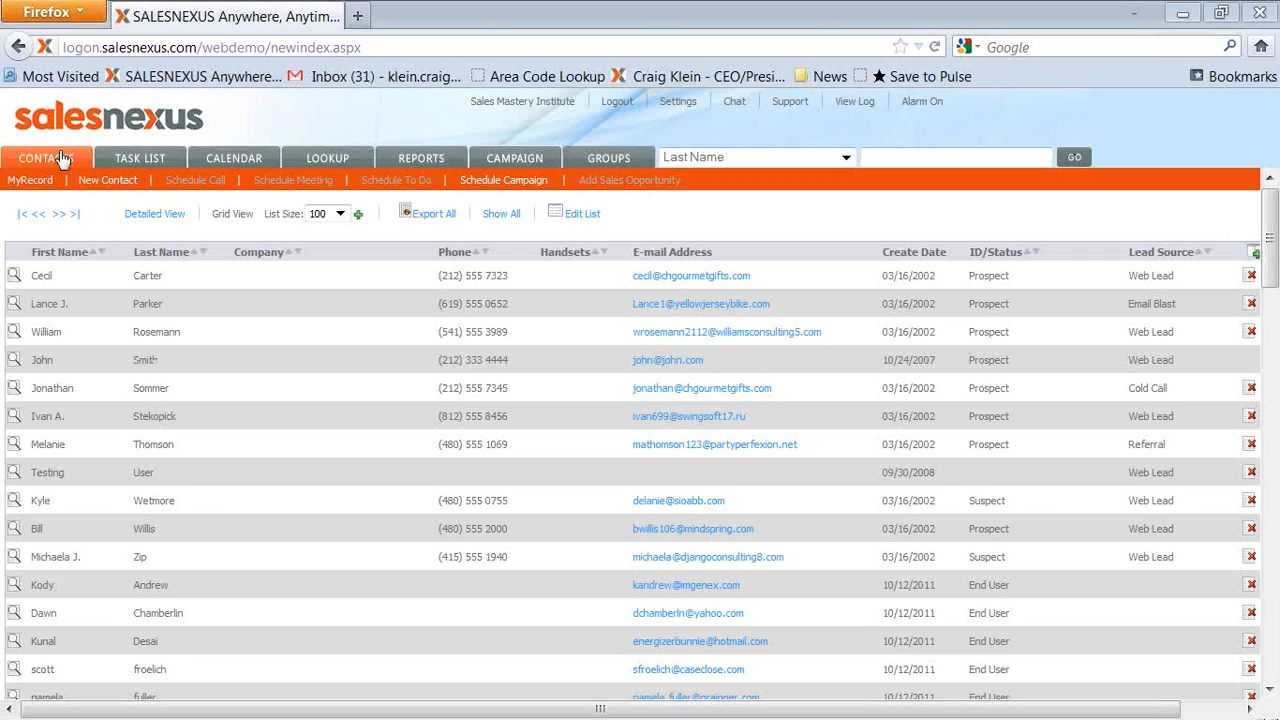 Firefox
SALESNEXUS Anywhere, Anytim...
logon.salesnexus.com/webdemo/newindex.aspx
Google
Most Visited SALESNEXUS Anywhere... Inbox (31) - klein.craig... Area Code Lookup Craig Klein - CEO/Presi... News Save to Pulse Bookmarks
Sales Mastery Institute Logout Settings Chat Support View Log Alarm On
salesnexus
CONTACTS TASK LIST CALENDAR LOOKUP REPORTS CAMPAIGN GROUPS Last Name GO
MyRecord | New Contact | Schedule Call | Schedule Meeting | Schedule To Do | Schedule Campaign | Add Sales Opportunity
|< << >> >| Detailed View Grid View List Size: 100 Export All Show All Edit List
First Name Last Name Company Phone Handsets E-mail Address Create Date ID/Status Lead Source
Cecil Carter (212) 555 7323 cecil@chgourmetgifts.com 03/16/2002 Prospect Web Lead
Lance J. Parker (619) 555 0652 Lance1@yellowjerseybike.com 03/16/2002 Prospect Email Blast
William Rosemann (541) 555 3989 wrosemann2112@williamsconsulting5.com 03/16/2002 Prospect Web Lead
John Smith (212) 333 4444 john@john.com 10/24/2007 Prospect Web Lead
Jonathan Sommer (212) 555 7345 jonathan@chgourmetgifts.com 03/16/2002 Prospect Cold Call
Ivan A. Stekopick (812) 555 8456 ivan699@swingsoft17.ru 03/16/2002 Prospect Web Lead
Melanie Thomson (480) 555 1069 mathomson123@partyperfexion.net 03/16/2002 Prospect Referral
Testing User 09/30/2008 Web Lead
Kyle Wetmore (480) 555 0755 delanie@sioabb.com 03/16/2002 Suspect Web Lead
Bill Willis (480) 555 2000 bwillis106@mindspring.com 03/16/2002 Prospect Web Lead
Michaela J. Zip (415) 555 1940 michaela@djangoconsulting8.com 03/16/2002 Suspect Web Lead
Kody Andrew kandrew@imgenex.com 10/12/2011 End User
Dawn Chamberlin dchamberln@yahoo.com 10/12/2011 End User
Kunal Desai energizerbunnie@hotmail.com 10/12/2011 End User
scott froelich sfroelich@caseclose.com 10/12/2011 End User
pamela fuller pamela.fuller@grainger.com 10/12/2011 End User